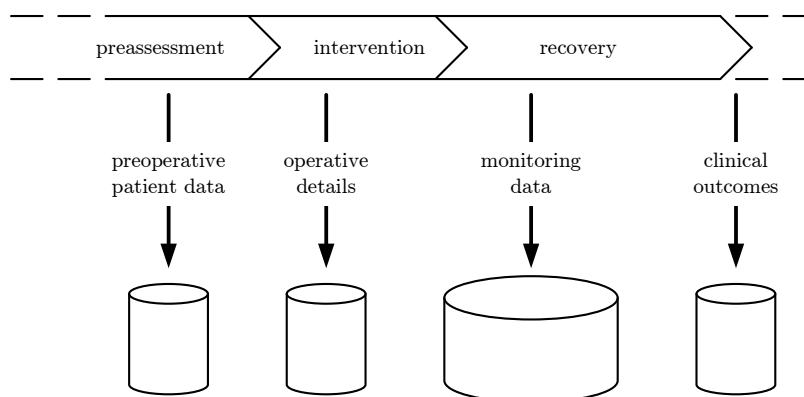 preassessment
intervention
recovery
preoperative
patient data
operative
details
monitoring
data
clinical
outcomes